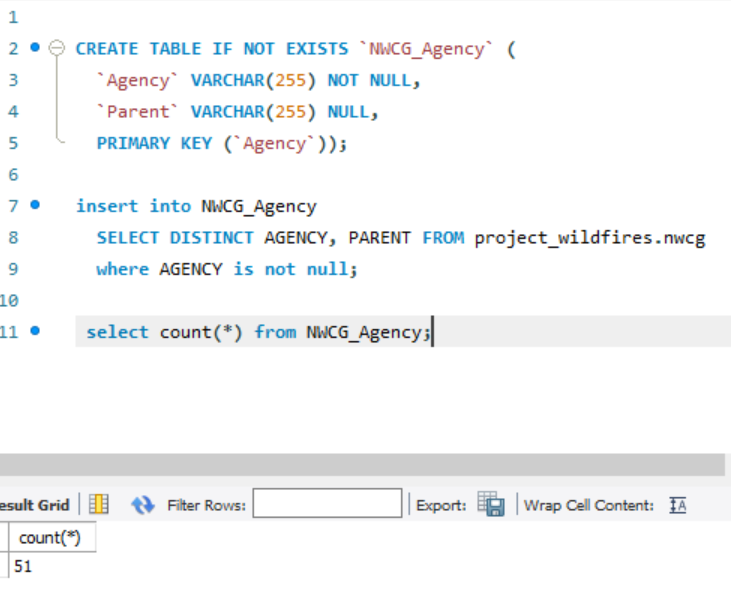 1
2 CREATE TABLE IF NOT EXISTS `NWCG_Agency` (
3 `Agency` VARCHAR(255) NOT NULL,
4 `Parent` VARCHAR(255) NULL,
5 PRIMARY KEY (`Agency`));
6
7 insert into NWCG_Agency
8 SELECT DISTINCT AGENCY, PARENT FROM project_wildfires.nwcg
9 where AGENCY is not null;
10
11 select count(*) from NWCG_Agency;
esult Grid Filter Rows: Export: Wrap Cell Content: IA
count(*)
51